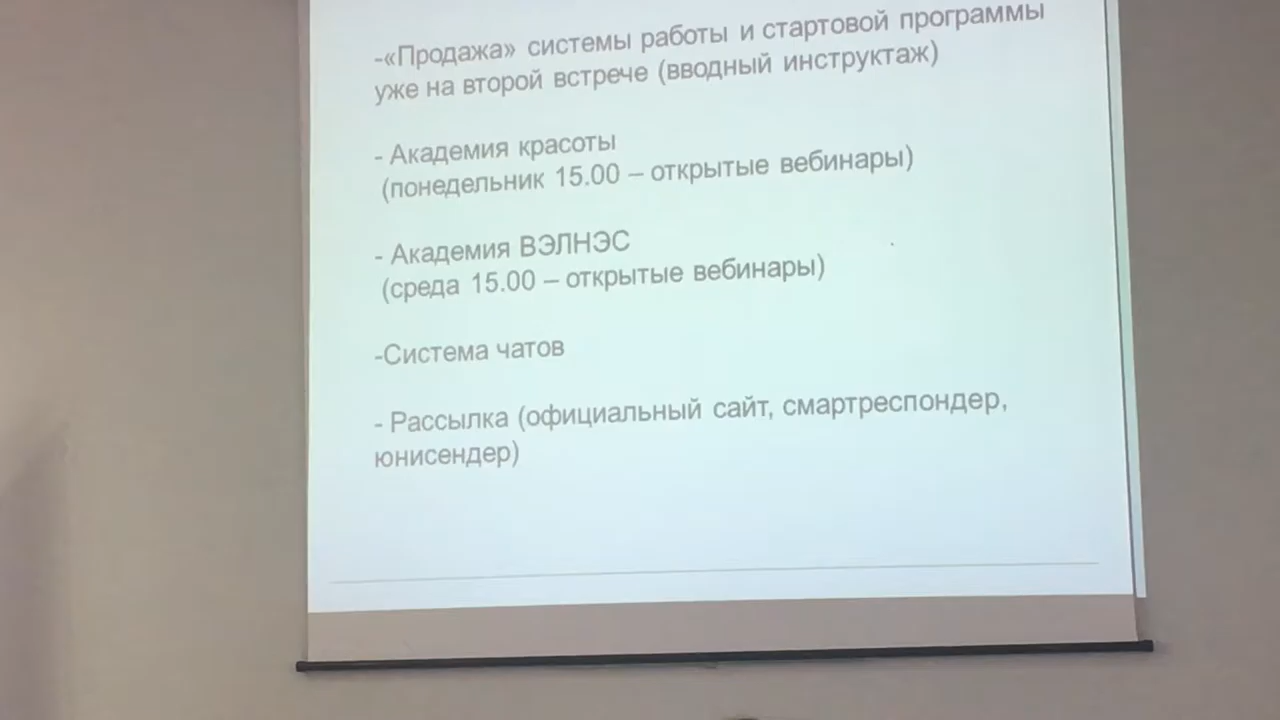 -«Продажа» системы работы и стартовой программы
уже на второй встрече (вводный инструктаж)
- Академия красоты
(понедельник 15.00 – открытые вебинары)
- Академия ВЭЛНЭС
(среда 15.00 – открытые вебинары)
-Система чатов
- Рассылка (официальный сайт, смартреспондер,
юнисендер)